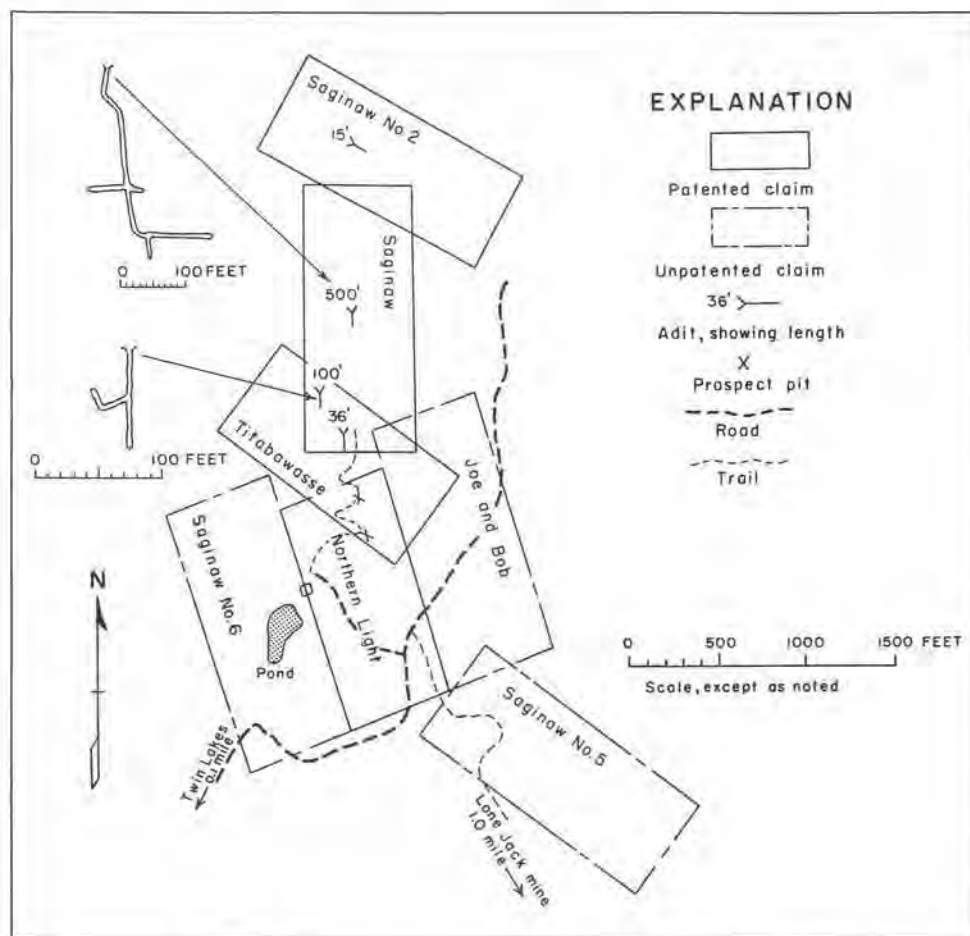 Saginaw No.2
15'
0 100 FEET
Saginaw
500'
100'
36'
0 100 FEET
Titabawasse
Joe and Bob
Saginaw No.6
Northern Light
N
Pond
Saginaw No.5
Twin Lakes
0.1 mile
Lone Jack mine
1.0 mile
EXPLANATION
Patented claim
Unpatented claim
36'
Adit, showing length
X
Prospect pit
Road
Trail
0 500 1000 1500 FEET
Scale, except as noted